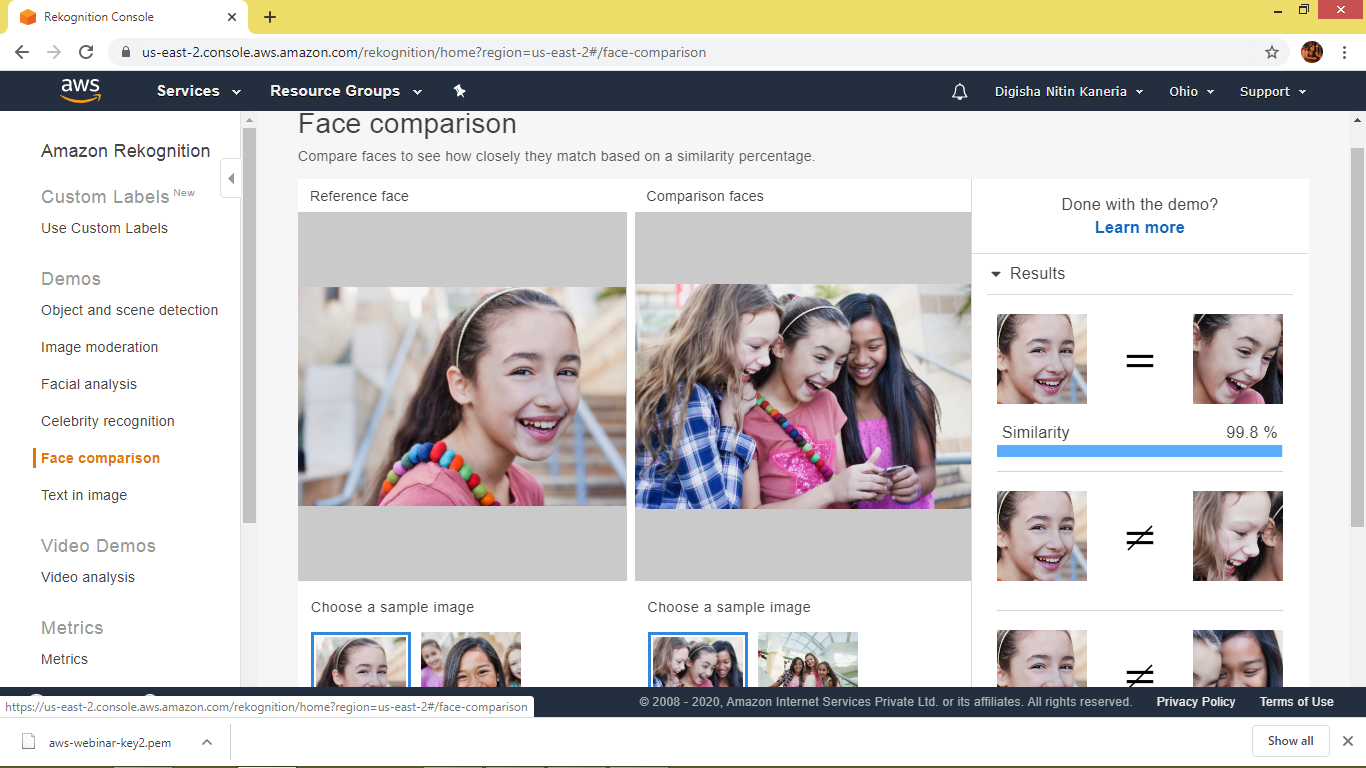 Rekognition Console
us-east-2.console.aws.amazon.com/rekognition/home?region=us-east-2#/face-comparison
aws
Services
Resource Groups
Digisha Nitin Kaneria
Ohio
Support
Amazon Rekognition
Custom Labels New
Use Custom Labels
Demos
Object and scene detection
Image moderation
Facial analysis
Celebrity recognition
Face comparison
Text in image
Video Demos
Video analysis
Metrics
Metrics
Face comparison
Compare faces to see how closely they match based on a similarity percentage.
Reference face
Choose a sample image
Comparison faces
Choose a sample image
Done with the demo?
Learn more
Results
=
Similarity 99.8 %
≠
≠
https://us-east-2.console.aws.amazon.com/rekognition/home?region=us-east-2#/face-comparison
© 2008 - 2020, Amazon Internet Services Private Ltd. or its affiliates. All rights reserved.
Privacy Policy
Terms of Use
aws-webinar-key2.pem
Show all